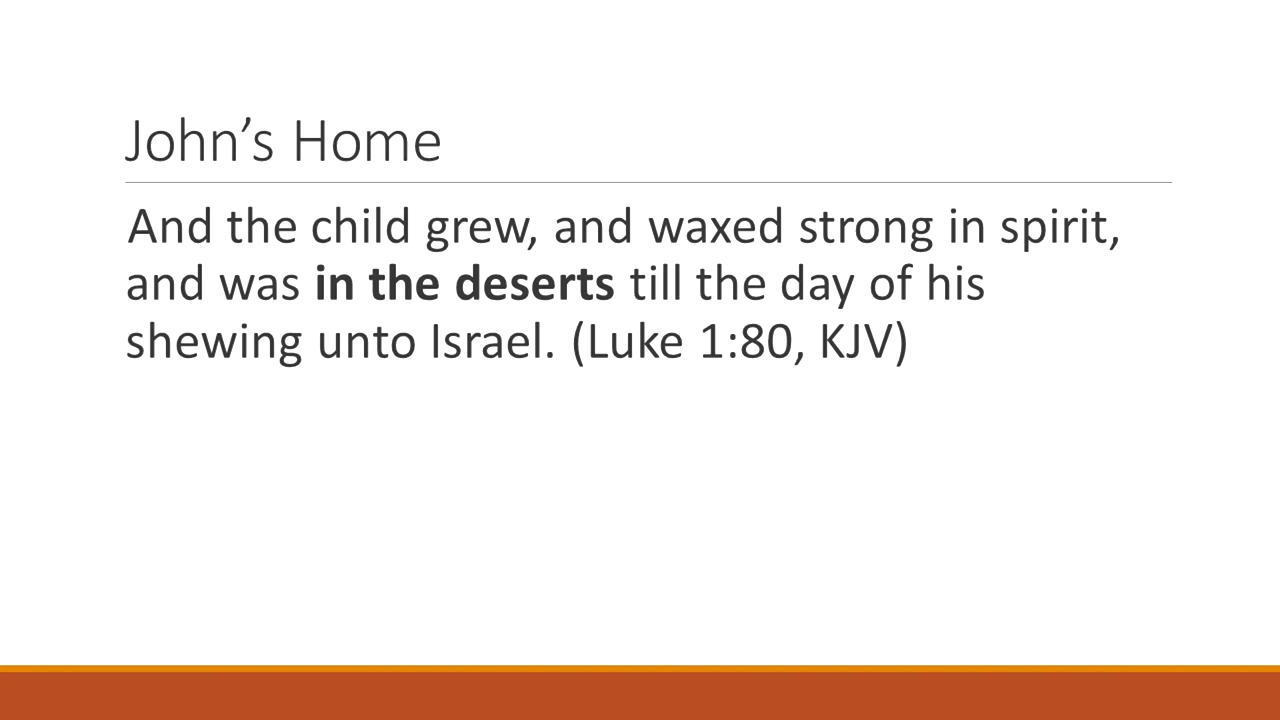 John’s Home
And the child grew, and waxed strong in spirit,
and was in the deserts till the day of his
shewing unto Israel. (Luke 1:80, KJV)